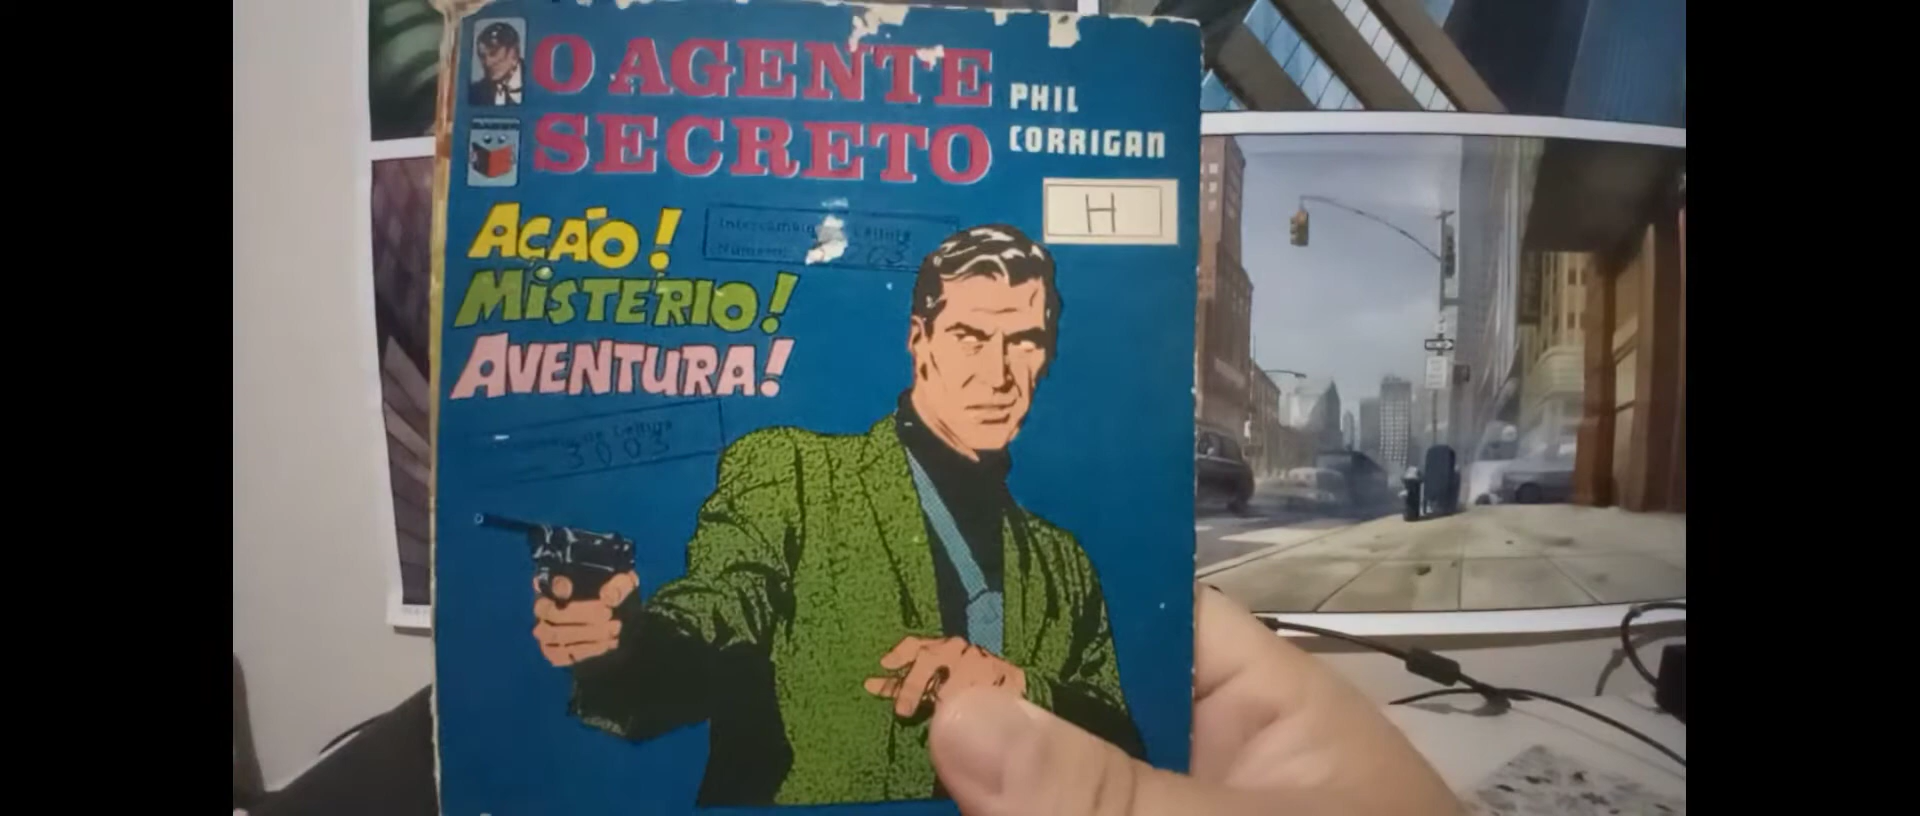 O AGENTE
SECRETO
PHIL
CORRIGAN
H
AÇÃO!
MISTÉRIO!
AVENTURA!
3003